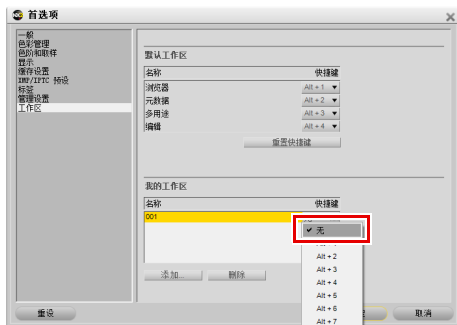 首选项
一般
色彩管理
色阶和取样
显示
缓存设置
XMP/IPTC 预设
标签
管理设置
工作区
默认工作区
名称 快捷键
浏览器 Alt + 1
元数据 Alt + 2
多用途 Alt + 3
编辑 Alt + 4
重置快捷键
我的工作区
名称 快捷键
001
无
Alt + 2
Alt + 3
Alt + 4
Alt + 5
Alt + 6
Alt + 7
添加... 删除
重设 取消